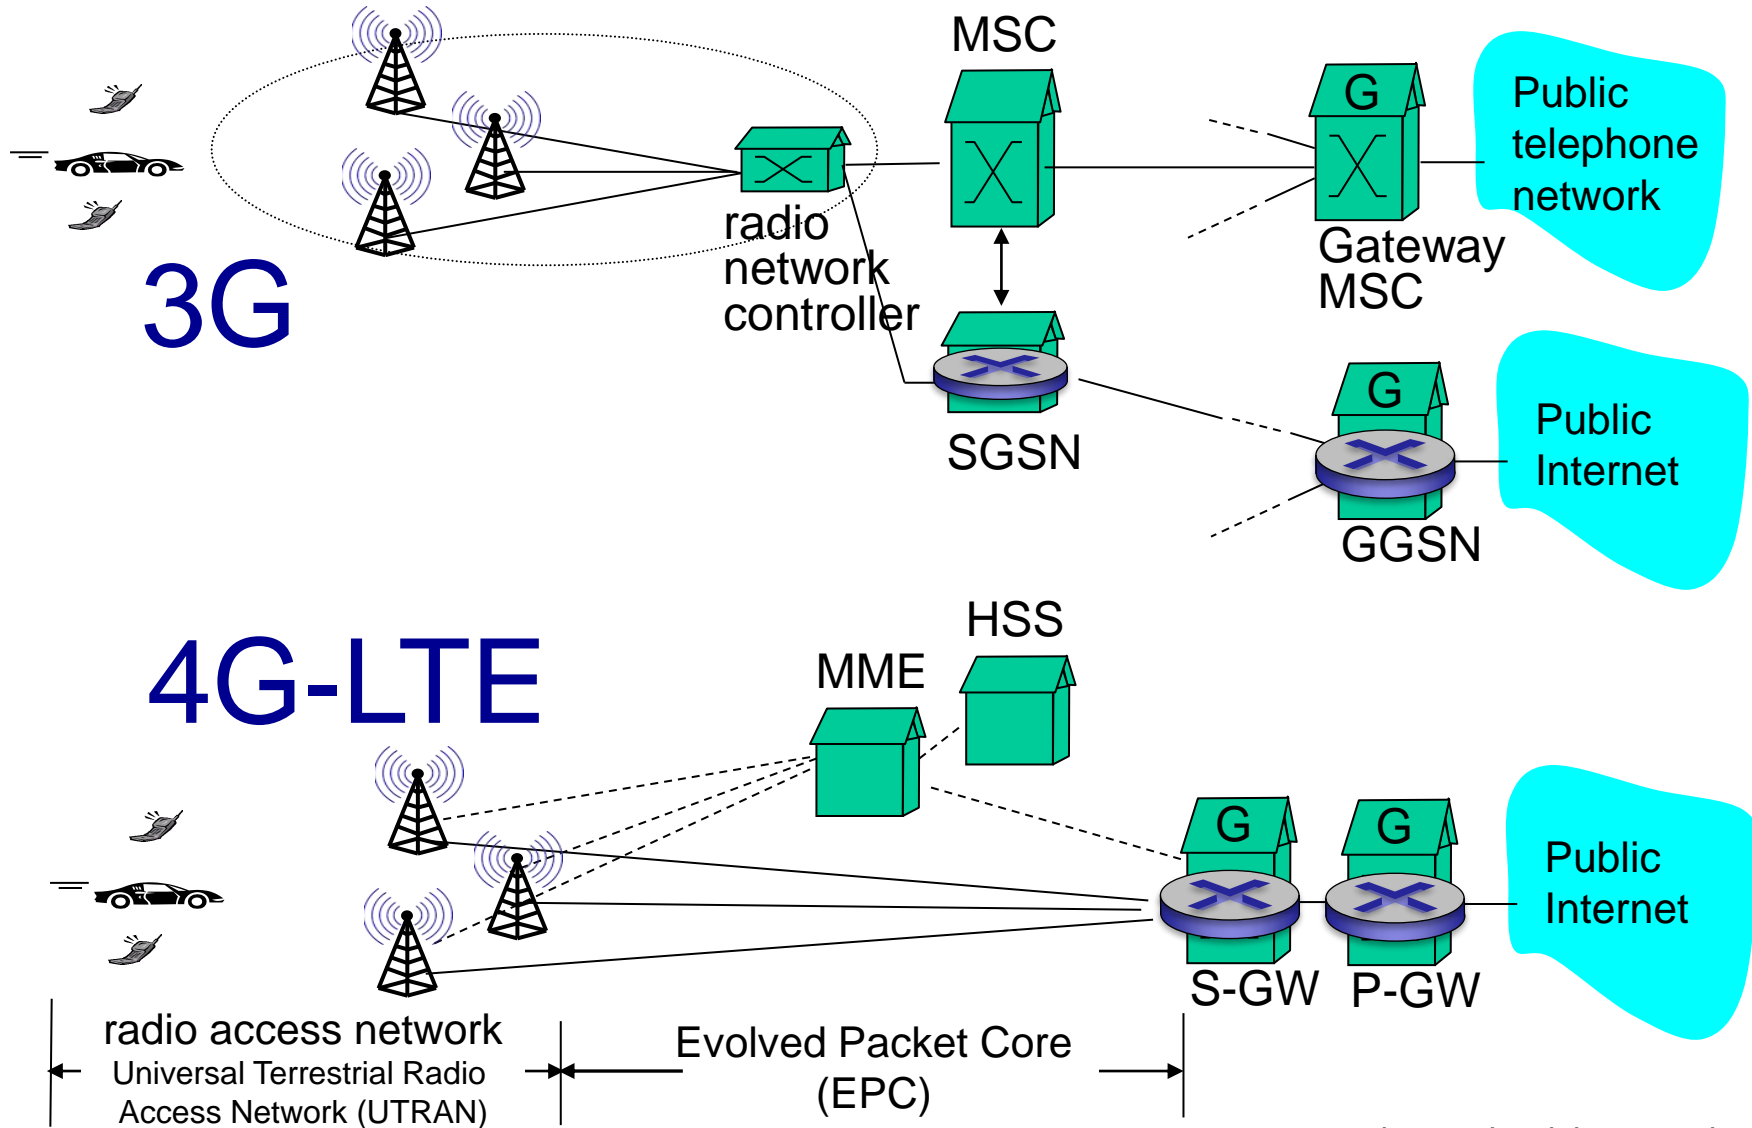 MSC
G
Public
telephone
network
radio
network
controller
Gateway
MSC
3G
SGSN
G
Public
Internet
GGSN
HSS
4G-LTE
MME
G
G
Public
Internet
S-GW
P-GW
radio access network
Universal Terrestrial Radio
Access Network (UTRAN)
Evolved Packet Core
(EPC)